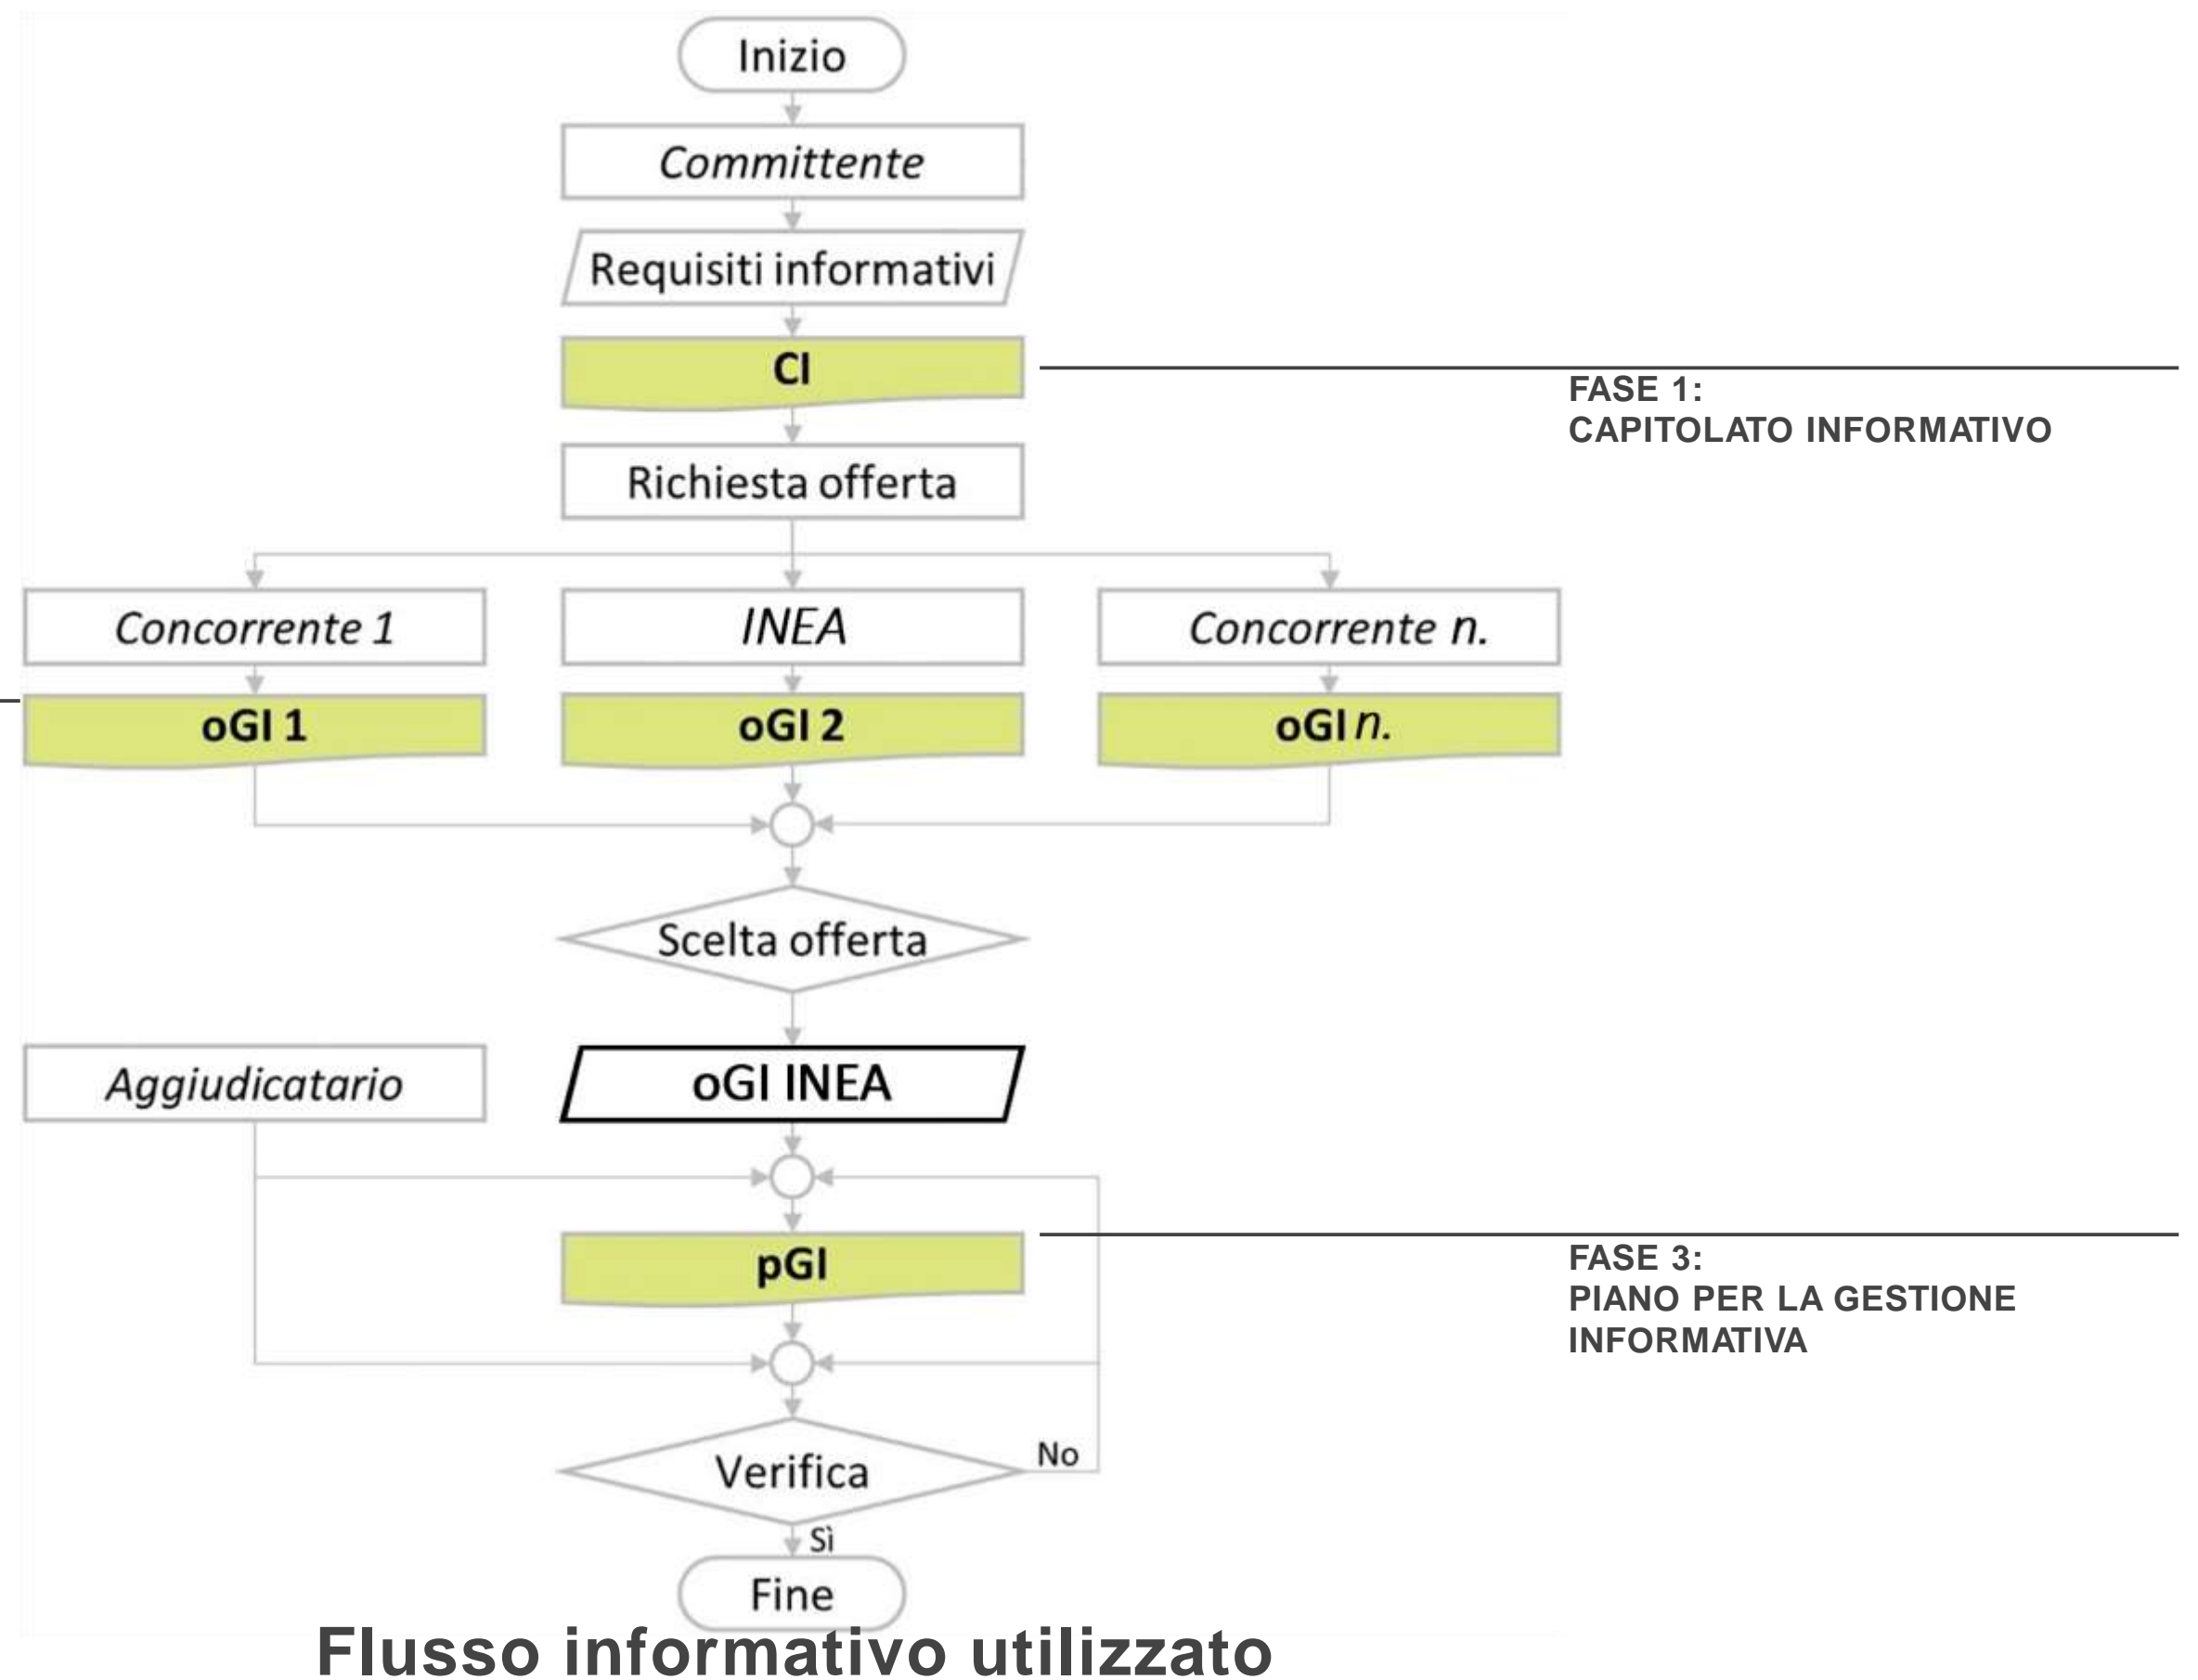 Inizio
Committente
Requisiti informativi
CI
FASE 1:
CAPITOLATO INFORMATIVO
Richiesta offerta
Concorrente 1
INEA
Concorrente n.
oGI 1
oGI 2
oGI n.
Scelta offerta
Aggiudicatario
oGI INEA
pGI
FASE 3:
PIANO PER LA GESTIONE
INFORMATIVA
Verifica
No
Sì
Fine
Flusso informativo utilizzato